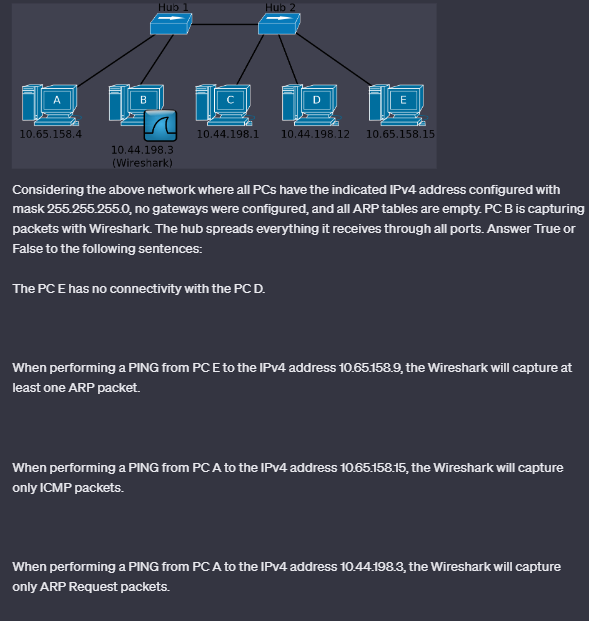 Hub 1 Hub 2
A B C D E
10.65.158.4 10.44.198.1 10.44.198.12 10.65.158.15
10.44.198.3
(Wireshark)
Considering the above network where all PCs have the indicated IPv4 address configured with
mask 255.255.255.0, no gateways were configured, and all ARP tables are empty. PC B is capturing
packets with Wireshark. The hub spreads everything it receives through all ports. Answer True or
False to the following sentences:
The PC E has no connectivity with the PC D.
When performing a PING from PC E to the IPv4 address 10.65.158.9, the Wireshark will capture at
least one ARP packet.
When performing a PING from PC A to the IPv4 address 10.65.158.15, the Wireshark will capture
only ICMP packets.
When performing a PING from PC A to the IPv4 address 10.44.198.3, the Wireshark will capture
only ARP Request packets.